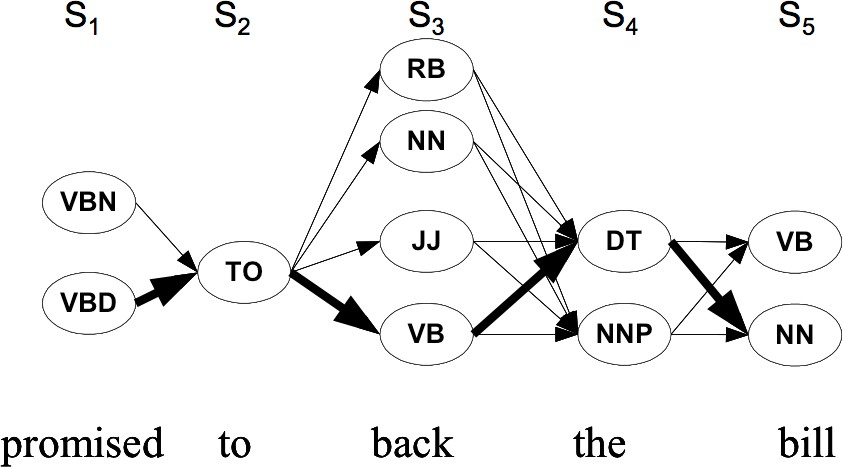 S1 S2 S3 S4 S5
RB
NN
VBN
JJ DT VB
TO
VBD
VB NNP NN
promised to back the bill